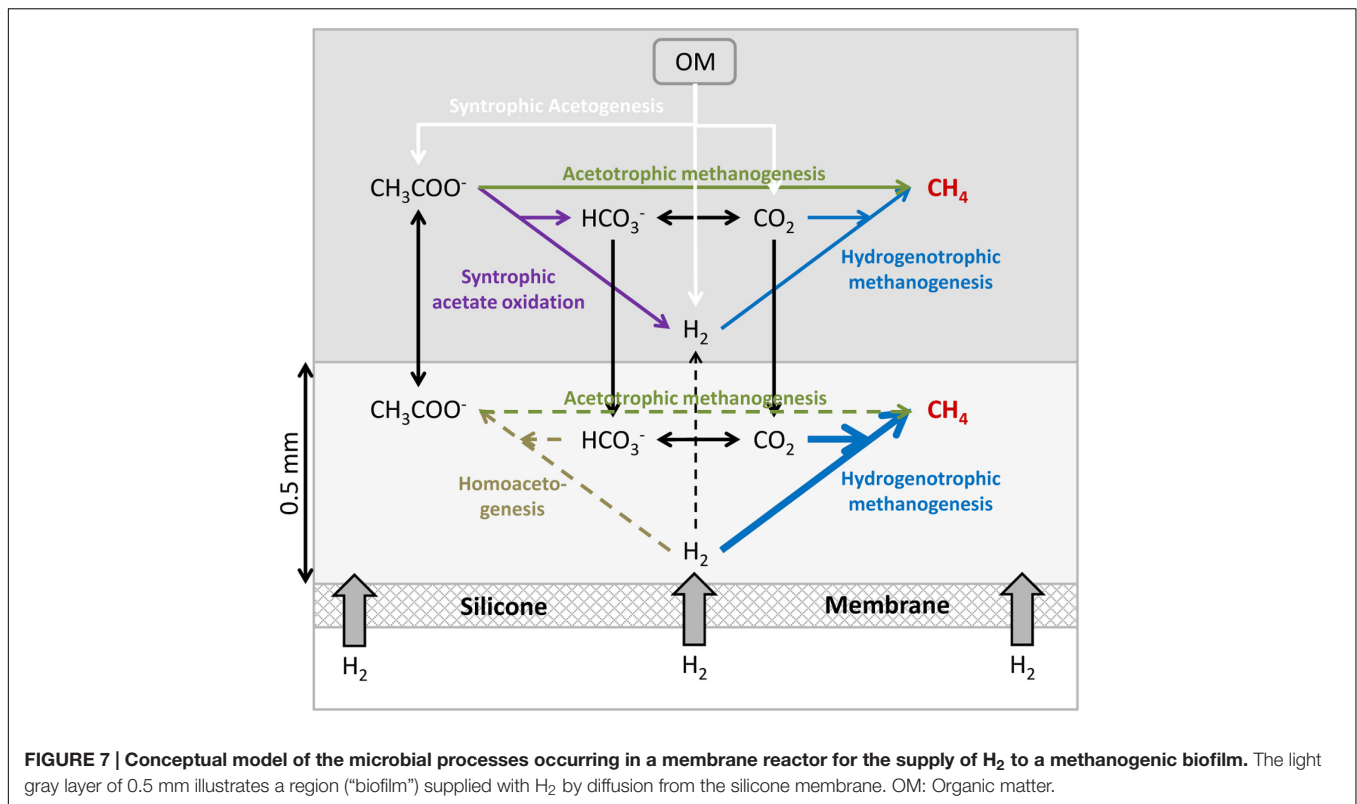 OM
Syntrophic Acetogenesis
Acetotrophic methanogenesis
CH₃COO⁻
CH₄
HCO₃⁻
CO₂
Syntrophic
acetate oxidation
Hydrogenotrophic
methanogenesis
H₂
0.5 mm
Acetotrophic methanogenesis
CH₃COO⁻
CH₄
HCO₃⁻
CO₂
Homoaceto-
genesis
Hydrogenotrophic
methanogenesis
H₂
Silicone Membrane
H₂ H₂ H₂
FIGURE 7 | Conceptual model of the microbial processes occurring in a membrane reactor for the supply of H₂ to a methanogenic biofilm. The light
gray layer of 0.5 mm illustrates a region (“biofilm”) supplied with H₂ by diffusion from the silicone membrane. OM: Organic matter.